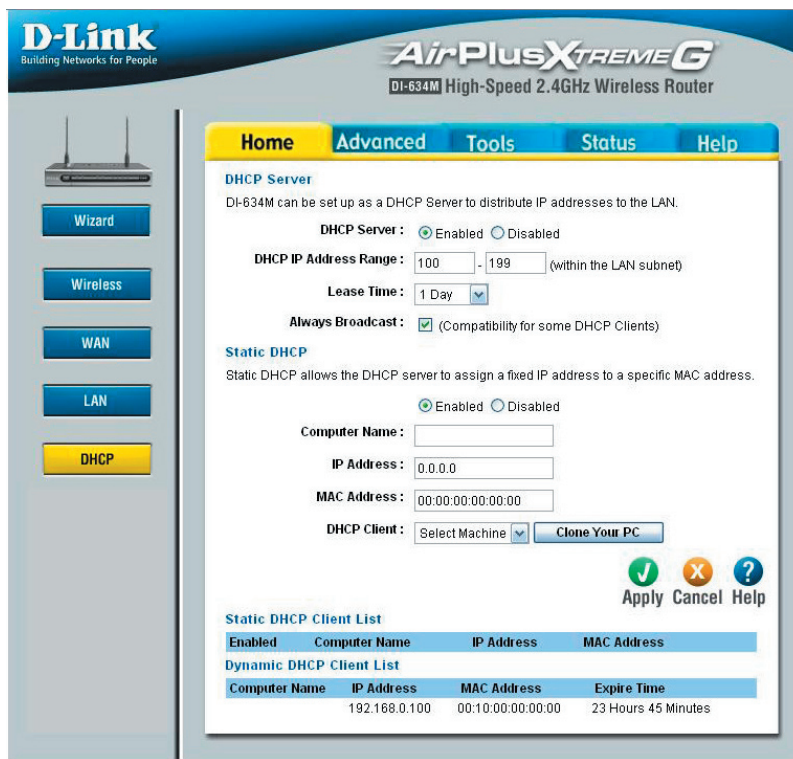 D-Link
Building Networks for People
AirPlusXTREMEG
DI-634M High-Speed 2.4GHz Wireless Router
Home Advanced Tools Status Help
Wizard
Wireless
WAN
LAN
DHCP
DHCP Server
DI-634M can be set up as a DHCP Server to distribute IP addresses to the LAN.
DHCP Server : Enabled Disabled
DHCP IP Address Range : 100 - 199 (within the LAN subnet)
Lease Time : 1 Day
Always Broadcast : (Compatibility for some DHCP Clients)
Static DHCP
Static DHCP allows the DHCP server to assign a fixed IP address to a specific MAC address.
Enabled Disabled
Computer Name :
IP Address : 0.0.0.0
MAC Address : 00:00:00:00:00:00
DHCP Client : Select Machine Clone Your PC
Apply Cancel Help
Static DHCP Client List
Enabled Computer Name IP Address MAC Address
Dynamic DHCP Client List
Computer Name IP Address MAC Address Expire Time
192.168.0.100 00:10:00:00:00:00 23 Hours 45 Minutes